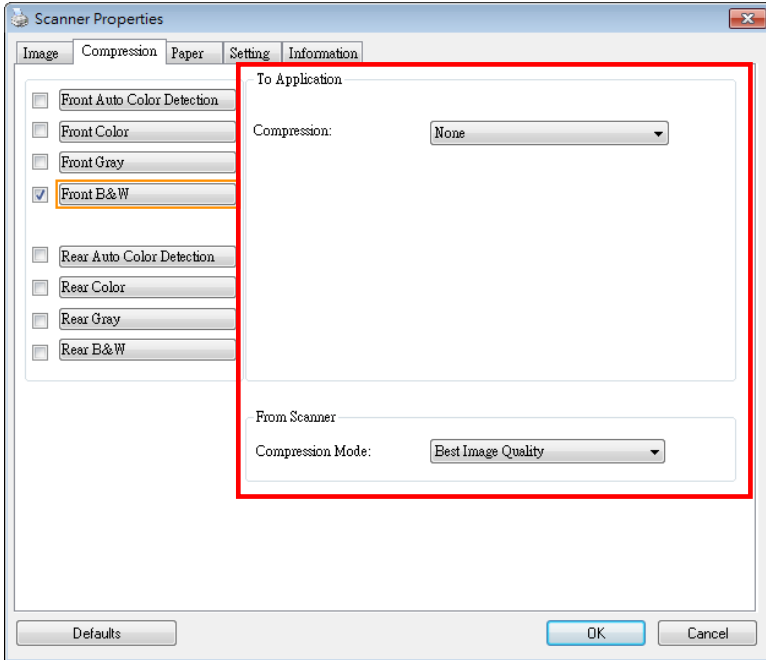 Scanner Properties
Image Compression Paper Setting Information
Front Auto Color Detection
Front Color
Front Gray
Front B&W
Rear Auto Color Detection
Rear Color
Rear Gray
Rear B&W
To Application
Compression: None
From Scanner
Compression Mode: Best Image Quality
Defaults OK Cancel